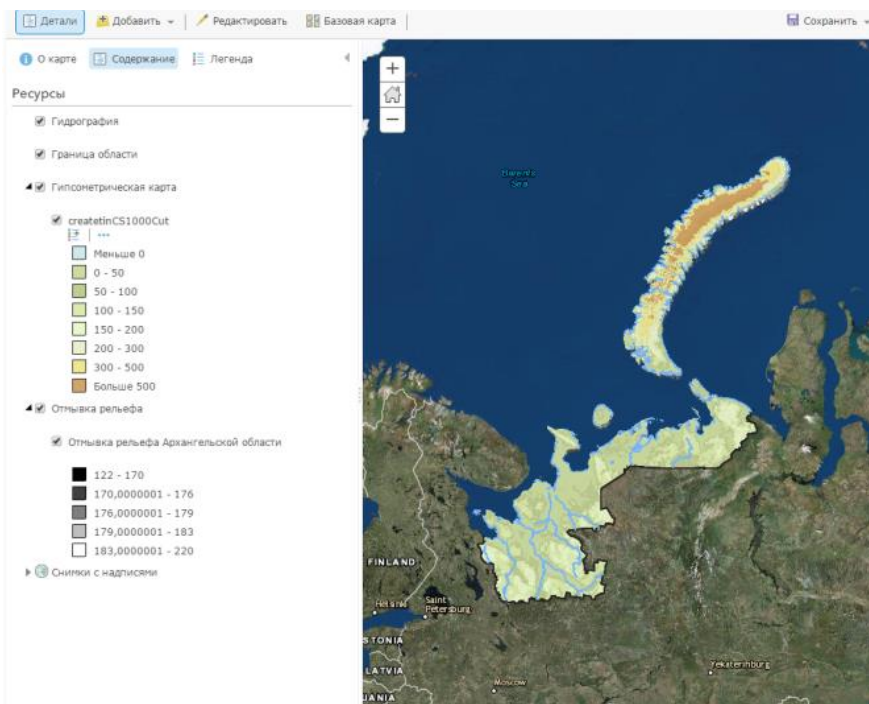 Детали Добавить Редактировать Базовая карта Сохранить
О карте Содержание Легенда
Ресурсы
Гидрография
Граница области
Гипсометрическая карта
createtinCS1000Cut
Меньше 0
0 - 50
50 - 100
100 - 150
150 - 200
200 - 300
300 - 500
Больше 500
Отмывка рельефа
Отмывка рельефа Архангельской области
122 - 170
170,0000001 - 176
176,0000001 - 179
179,0000001 - 183
183,0000001 - 220
Снимки с надписями
Barents
Sea
FINLAND
Helsinki
Saint
Petersburg
STONIA
LATVIA
UANIA
Moscow
Yekaterinburg